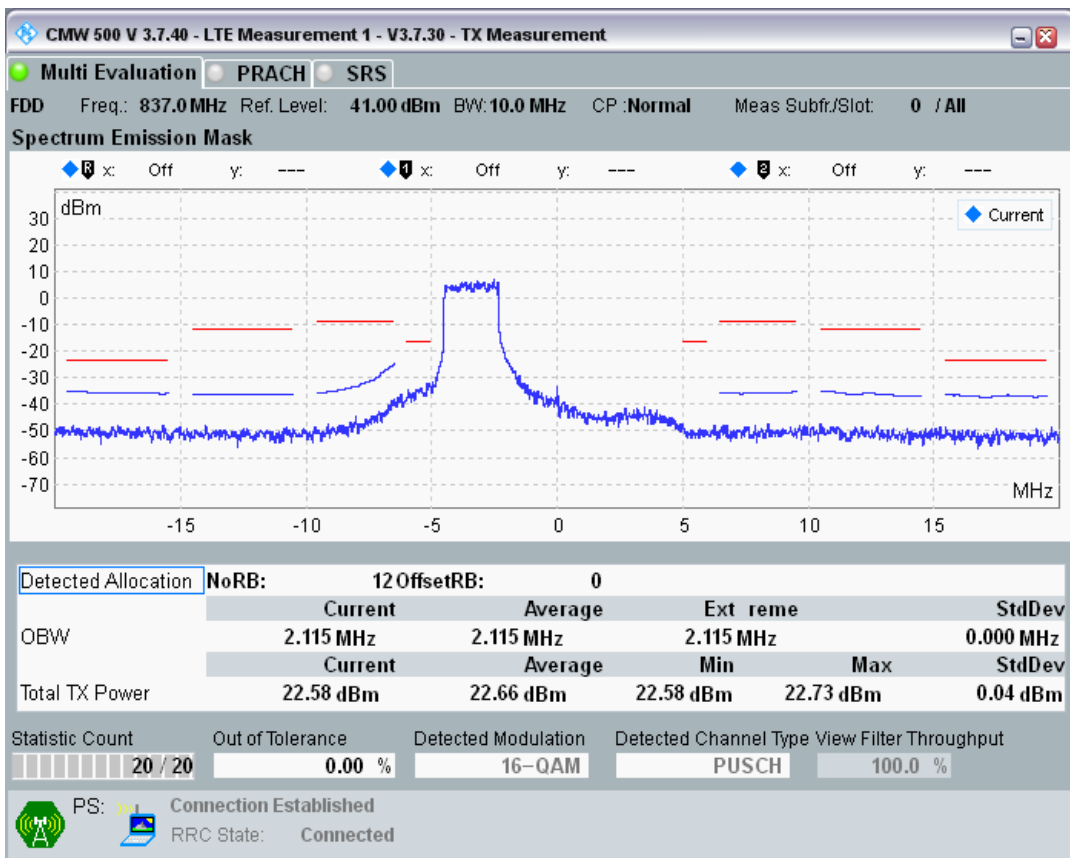 CMW 500 V 3.7.40 - LTE Measurement 1 - V3.7.30 - TX Measurement
Multi Evaluation PRACH SRS
FDD Freq.: 837.0 MHz Ref. Level: 41.00 dBm BW: 10.0 MHz CP :Normal Meas Subfr./Slot: 0 / All
Spectrum Emission Mask
R x: Off y: --- 1 x: Off y: --- 2 x: Off y: ---
dBm
Current
30
20
10
0
-10
-20
-30
-40
-50
-60
-70
MHz
-15 -10 -5 0 5 10 15
Detected Allocation NoRB: 12 OffsetRB: 0
Current Average Ext reme StdDev
OBW 2.115 MHz 2.115 MHz 2.115 MHz 0.000 MHz
Current Average Min Max StdDev
Total TX Power 22.58 dBm 22.66 dBm 22.58 dBm 22.73 dBm 0.04 dBm
Statistic Count Out of Tolerance Detected Modulation Detected Channel Type View Filter Throughput
20 / 20 0.00 % 16-QAM PUSCH 100.0 %
PS: Connection Established
RRC State: Connected